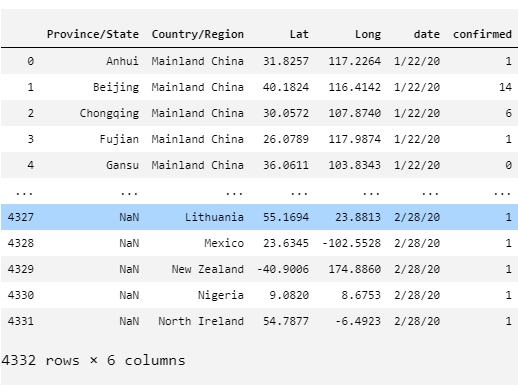 Province/State Country/Region Lat Long date confirmed
0 Anhui Mainland China 31.8257 117.2264 1/22/20 1
1 Beijing Mainland China 40.1824 116.4142 1/22/20 14
2 Chongqing Mainland China 30.0572 107.8740 1/22/20 6
3 Fujian Mainland China 26.0789 117.9874 1/22/20 1
4 Gansu Mainland China 36.0611 103.8343 1/22/20 0
... ... ... ... ... ... ...
4327 NaN Lithuania 55.1694 23.8813 2/28/20 1
4328 NaN Mexico 23.6345 -102.5528 2/28/20 1
4329 NaN New Zealand -40.9006 174.8860 2/28/20 1
4330 NaN Nigeria 9.0820 8.6753 2/28/20 1
4331 NaN North Ireland 54.7877 -6.4923 2/28/20 1
4332 rows × 6 columns